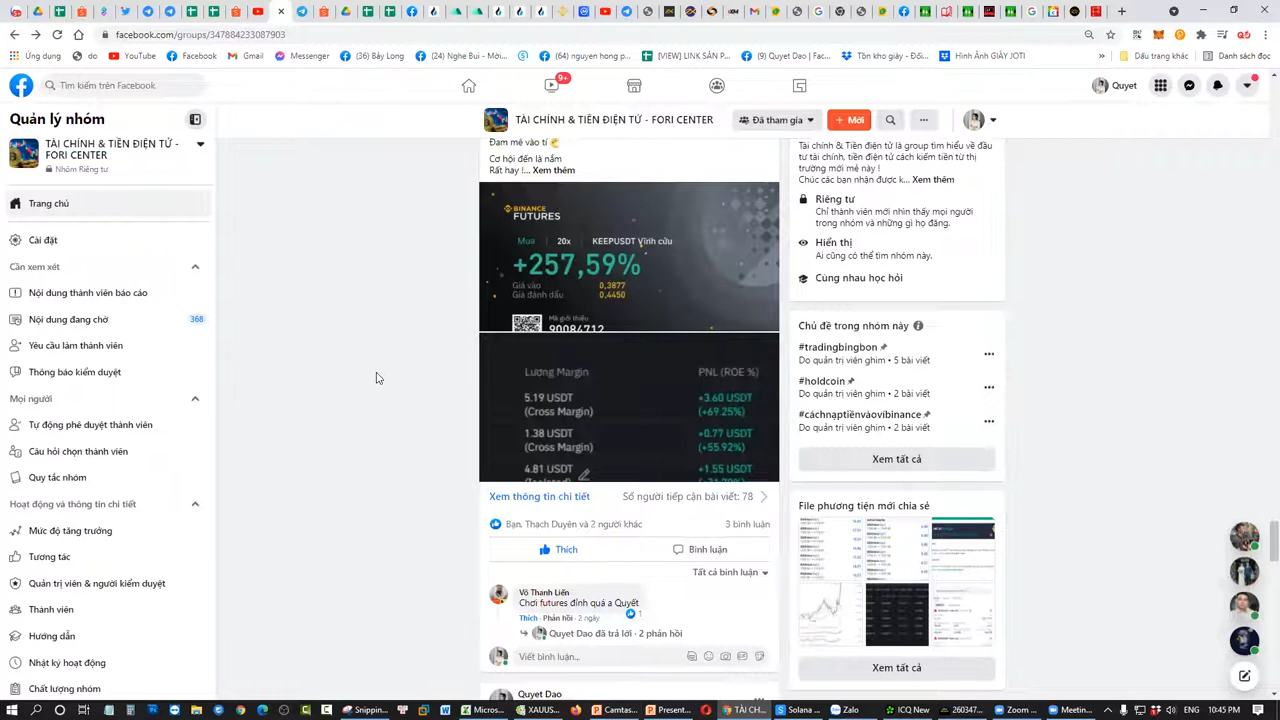 facebook.com/groups/347884233087903
Ứng dụng
do
YouTube
Facebook
Gmail
Messenger
(36) Bảy Lòng
(24) Nghe Bui - Mời...
S
(64) nguyen hong p...
[VIEW] LINK SẢN P...
(9) Quyet Dao | Fac...
Tồn kho giày - Đồ...
Hình Ảnh GIÀY JOTI
»
Dấu trang khác
Danh sách đọc
Tìm kiếm trên Facebook
9+
Quyet
Quản lý nhóm
TÀI CHÍNH & TIỀN ĐIỆN TỬ -
FORI CENTER
Nhóm Riêng tư
Trang chủ
Cài đặt
Cần xem xét
Nội dung thành viên báo cáo
Nội dung đang chờ
368
Yêu cầu làm thành viên
Thông báo kiểm duyệt
Mọi người
Tự động phê duyệt thành viên
Câu hỏi chọn thành viên
Quy tắc nhóm
Hoạt động và thông tin chi tiết
Mức độ tăng trưởng
Tương tác
Quản trị viên & người kiểm duyệt
Thành viên
Hướng dẫn
Nhật ký hoạt động
Chất lượng nhóm
TÀI CHÍNH & TIỀN ĐIỆN TỬ - FORI CENTER
Đã tham gia
+ Mới
Đam mê vào tí
Cơ hội đến là nắm
Rất hay !... Xem thêm
BINANCE
FUTURES
Mua
20x
KEEPUSDT Vĩnh cửu
+257,59%
Giá vào
0,3877
Giá đánh dấu
0,4450
Mã giới thiệu
90084712
Lượng Margin
PNL (ROE %)
5.19 USDT
(Cross Margin)
+3.60 USDT
(+69.25%)
1.38 USDT
(Cross Margin)
+0.77 USDT
(+55.92%)
4.81 USDT
+1.55 USDT
Xem thông tin chi tiết
Số người tiếp cận bài viết: 78
Bạn, Thích Duyên và 2 người khác
3 bình luận
Thích
Bình luận
Tất cả bình luận
Võ Thanh Liến
Chơi futures đỉnh quá
Thích · Phản hồi · 2 ngày
Quyet Dao đã trả lời · 2 phản hồi
Viết bình luận...
Quyet Dao
Tài chính & tiền điện tử là group tìm hiểu về đầu
tư tài chính, tiền điện tử cách kiếm tiền từ thị
trường mới mẻ này !
Chúc các bạn nhận được k... Xem thêm
Riêng tư
Chỉ thành viên mới nhìn thấy mọi người
trong nhóm và những gì họ đăng.
Hiển thị
Ai cũng có thể tìm nhóm này.
Cùng nhau học hỏi
Chủ đề trong nhóm này
#tradingbingbon
Do quản trị viên ghim • 5 bài viết
#holdcoin
Do quản trị viên ghim • 2 bài viết
#cáchnạptiềnvàovíbinance
Do quản trị viên ghim • 2 bài viết
Xem tất cả
File phương tiện mới chia sẻ
Xem tất cả
Snippin...
Micros...
XAUUS...
Camtas...
Present...
TÀI CH...
Solana ...
Zalo
ICQ New
260347...
Zoom ...
Meetin...
ENG
10:45 PM